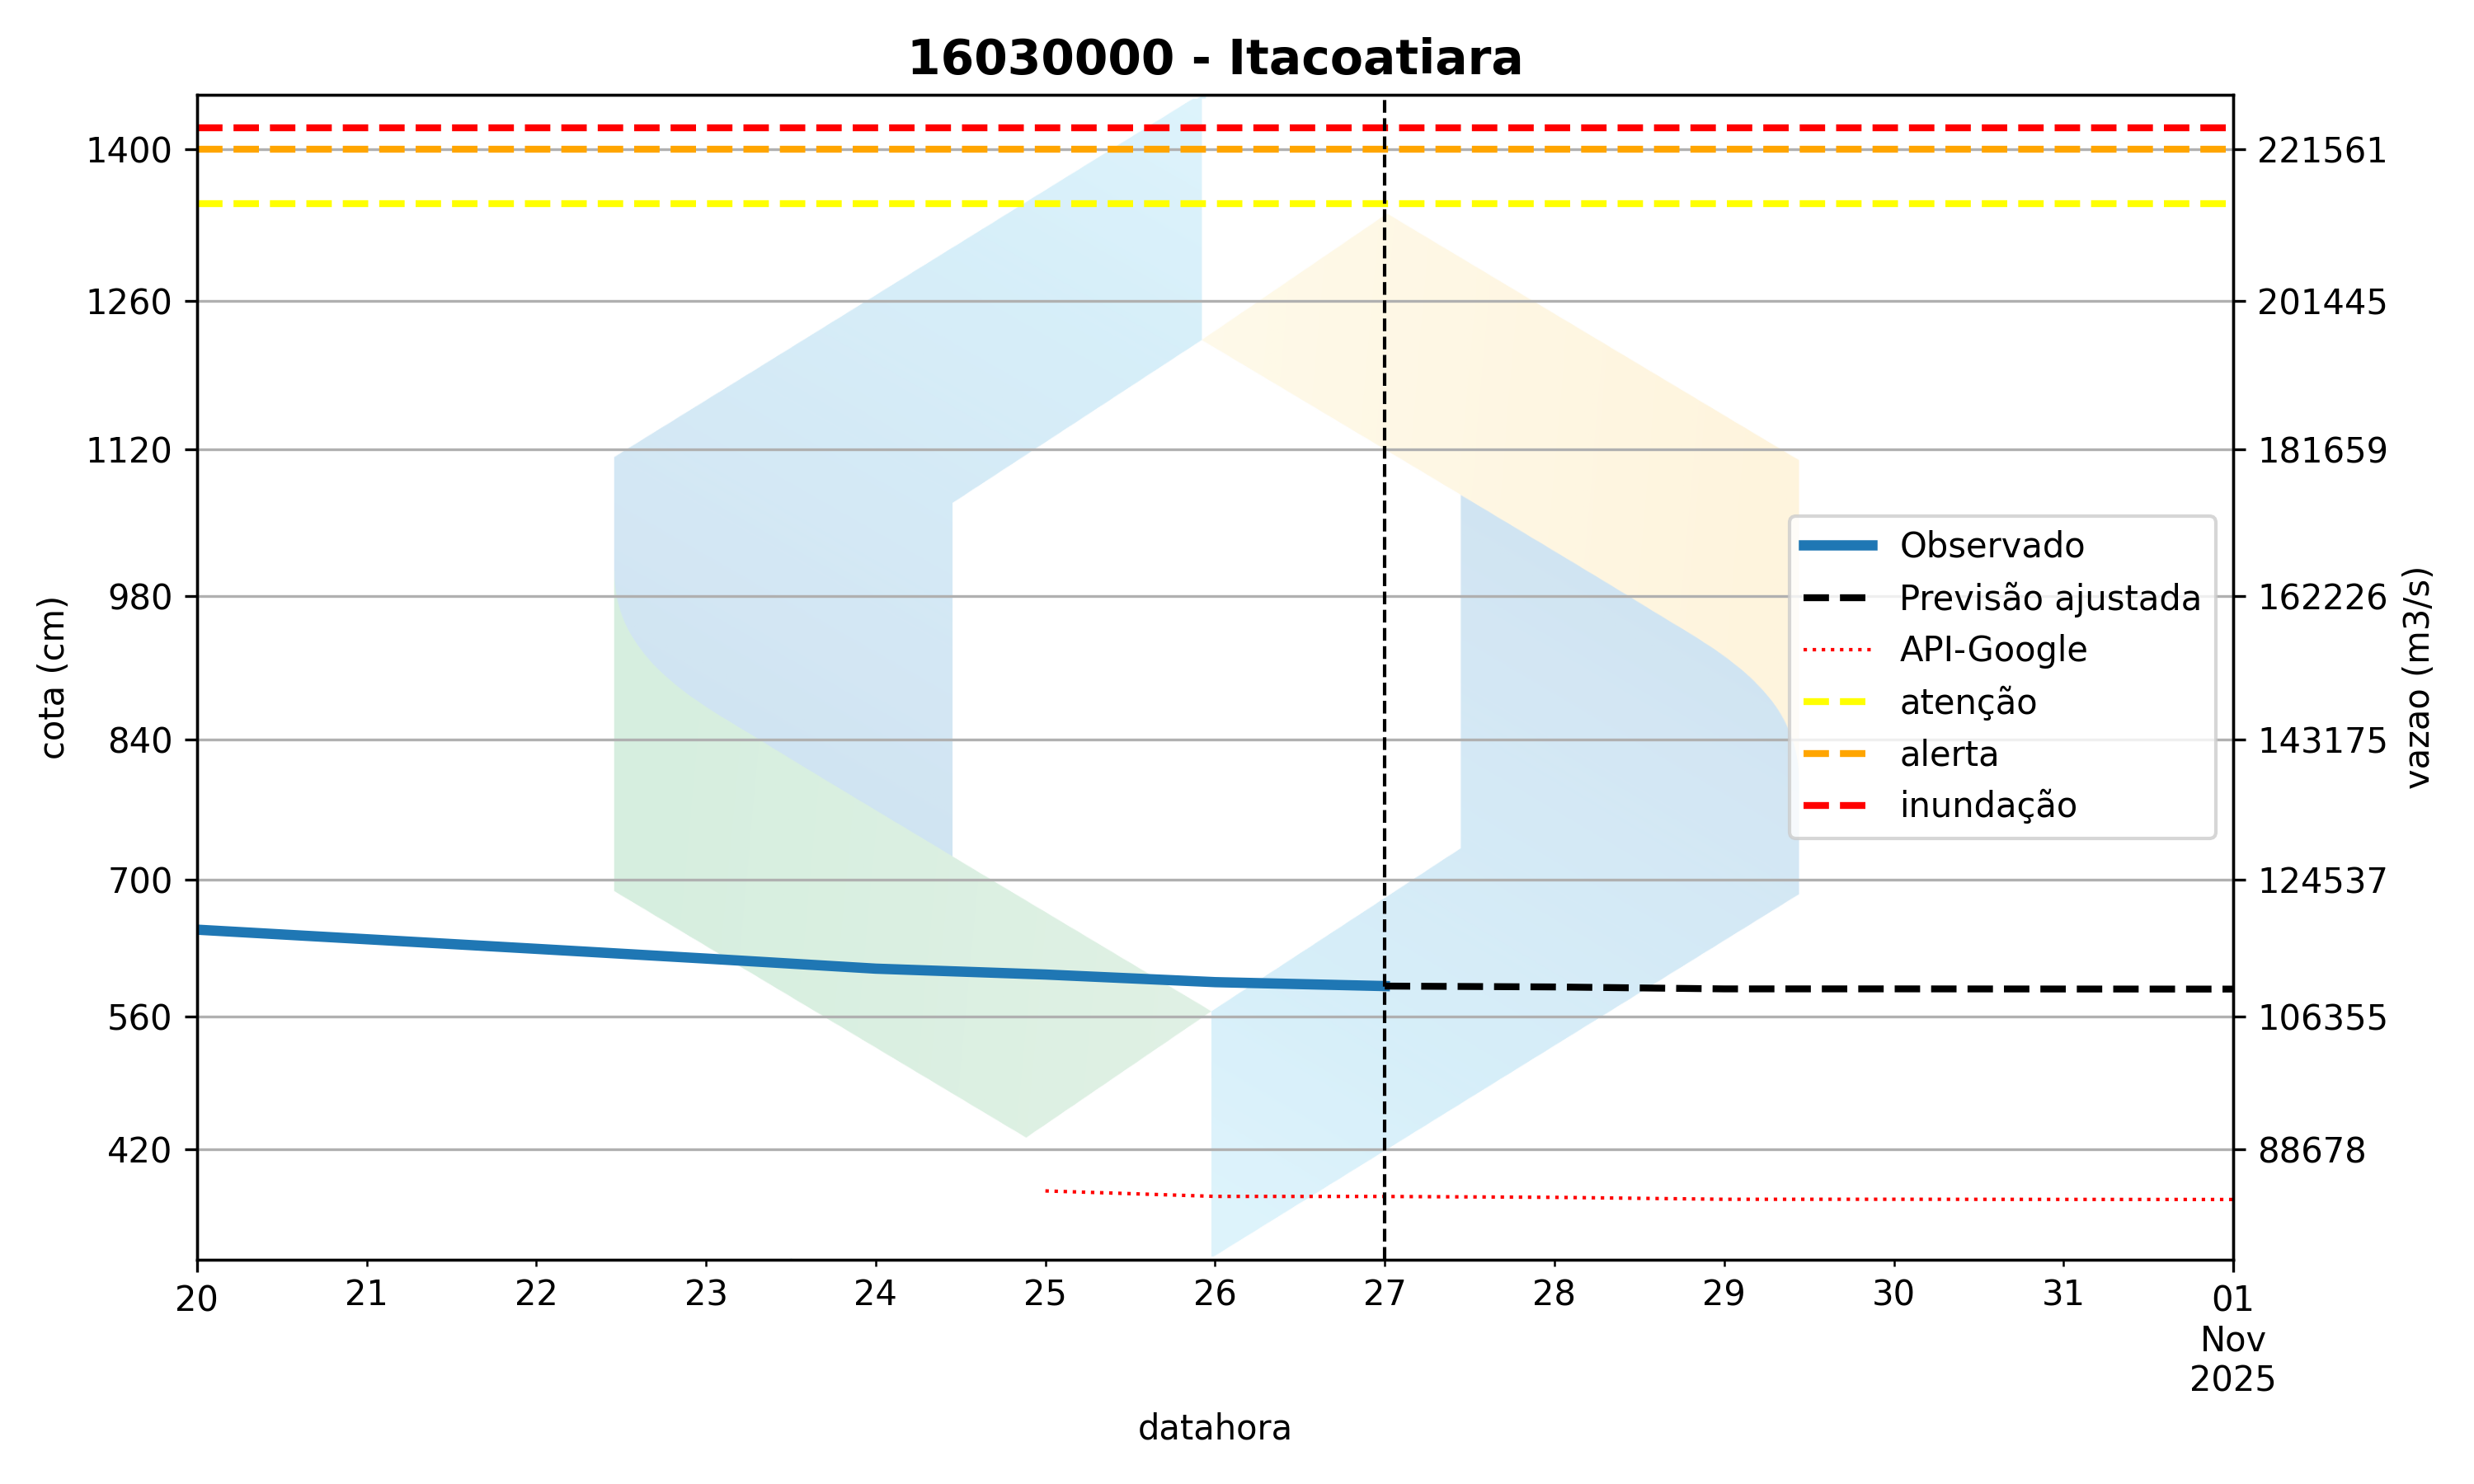 16030000 - Itacoatiara
1400
1260
1120
980
840
700
560
420
cota (cm)
221561
201445
181659
162226
143175
124537
106355
88678
vazao (m3/s)
Observado
Previsão ajustada
API-Google
atenção
alerta
inundação
20
21
22
23
24
25
26
27
28
29
30
31
01
Nov
2025
datahora